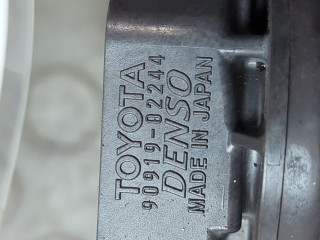 TOYOTA
90919-02244
DENSO
MADE IN JAPAN